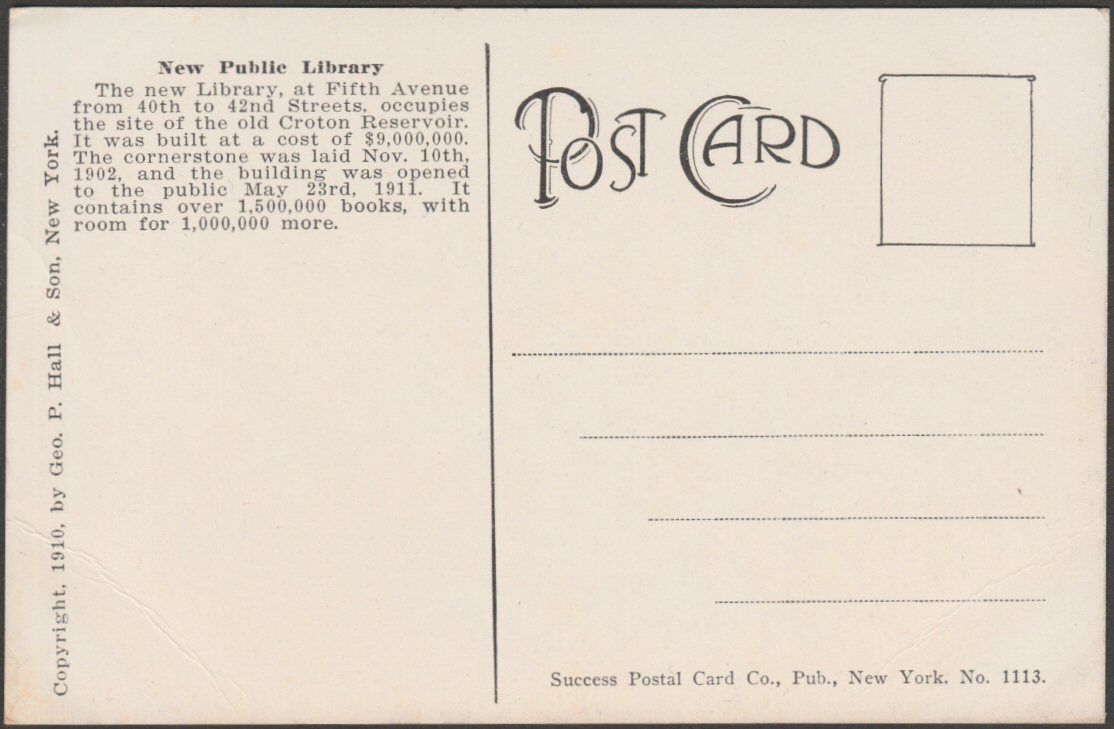 New Public Library
The new Library, at Fifth Avenue
from 40th to 42nd Streets, occupies
the site of the old Croton Reservoir.
It was built at a cost of $9,000,000.
The cornerstone was laid Nov. 10th,
1902, and the building was opened
to the public May 23rd, 1911. It
contains over 1,500,000 books, with
room for 1,000,000 more.
Copyright, 1910, by Geo. P. Hall & Son, New York.
POST CARD
Success Postal Card Co., Pub., New York. No. 1113.